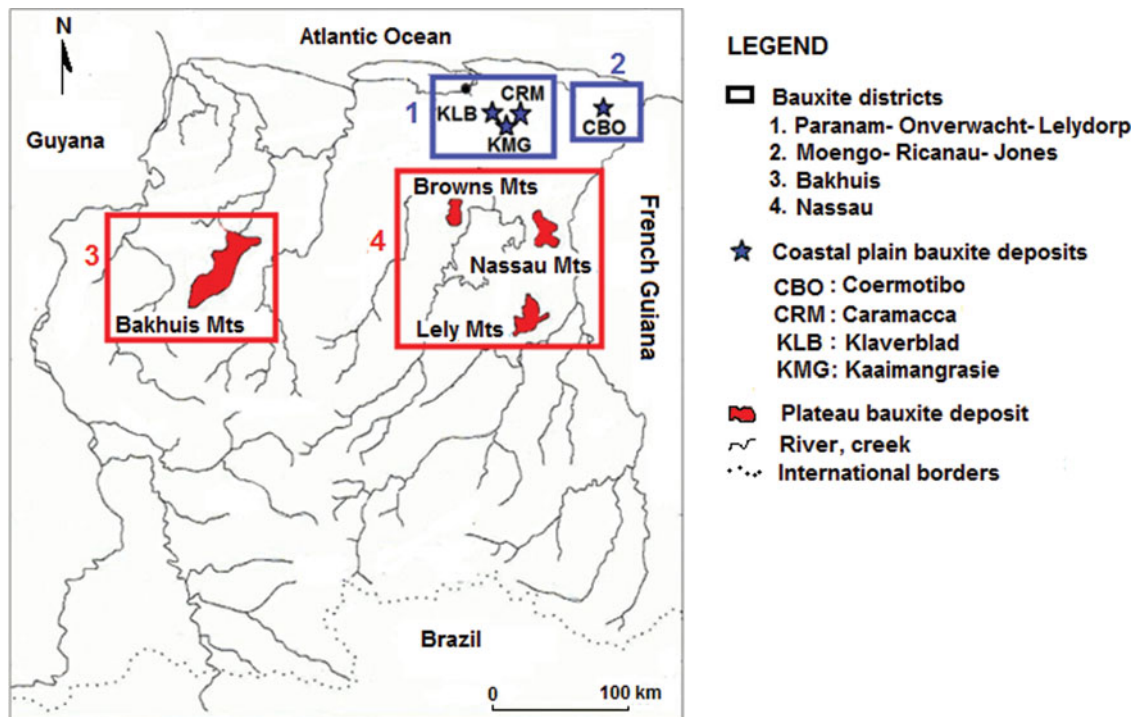 N
Atlantic Ocean
Guyana
1
2
KLB
CRM
KMG
CBO
French Guiana
3
Bakhuis Mts
4
Browns Mts
Nassau Mts
Lely Mts
Brazil
0 100 km
LEGEND
Bauxite districts
1. Paranam- Onverwacht- Lelydorp
2. Moengo- Ricanau- Jones
3. Bakhuis
4. Nassau
Coastal plain bauxite deposits
CBO : Coermotibo
CRM : Caramacca
KLB : Klaverblad
KMG: Kaaimangrasie
Plateau bauxite deposit
River, creek
International borders